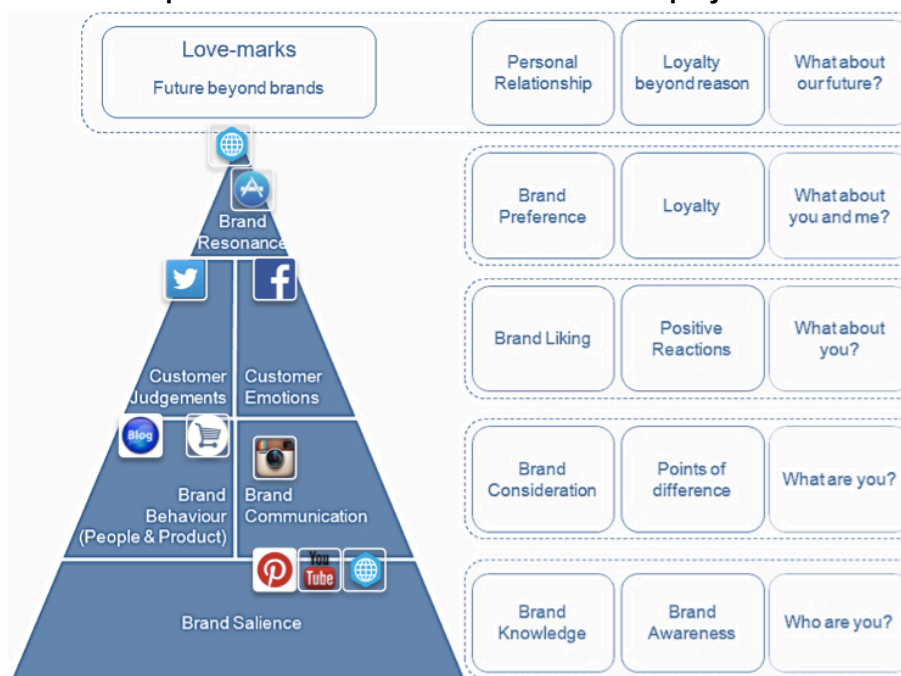 Love-marks
Future beyond brands
Personal
Relationship
Loyalty
beyond reason
What about
our future?
Brand
Resonance
Brand
Preference
Loyalty
What about
you and me?
Customer
Judgements
Customer
Emotions
Brand Liking
Positive
Reactions
What about
you?
Blog
Brand
Behaviour
(People & Product)
Brand
Communication
Brand
Consideration
Points of
difference
What are you?
You
Tube
Brand Salience
Brand
Knowledge
Brand
Awareness
Who are you?